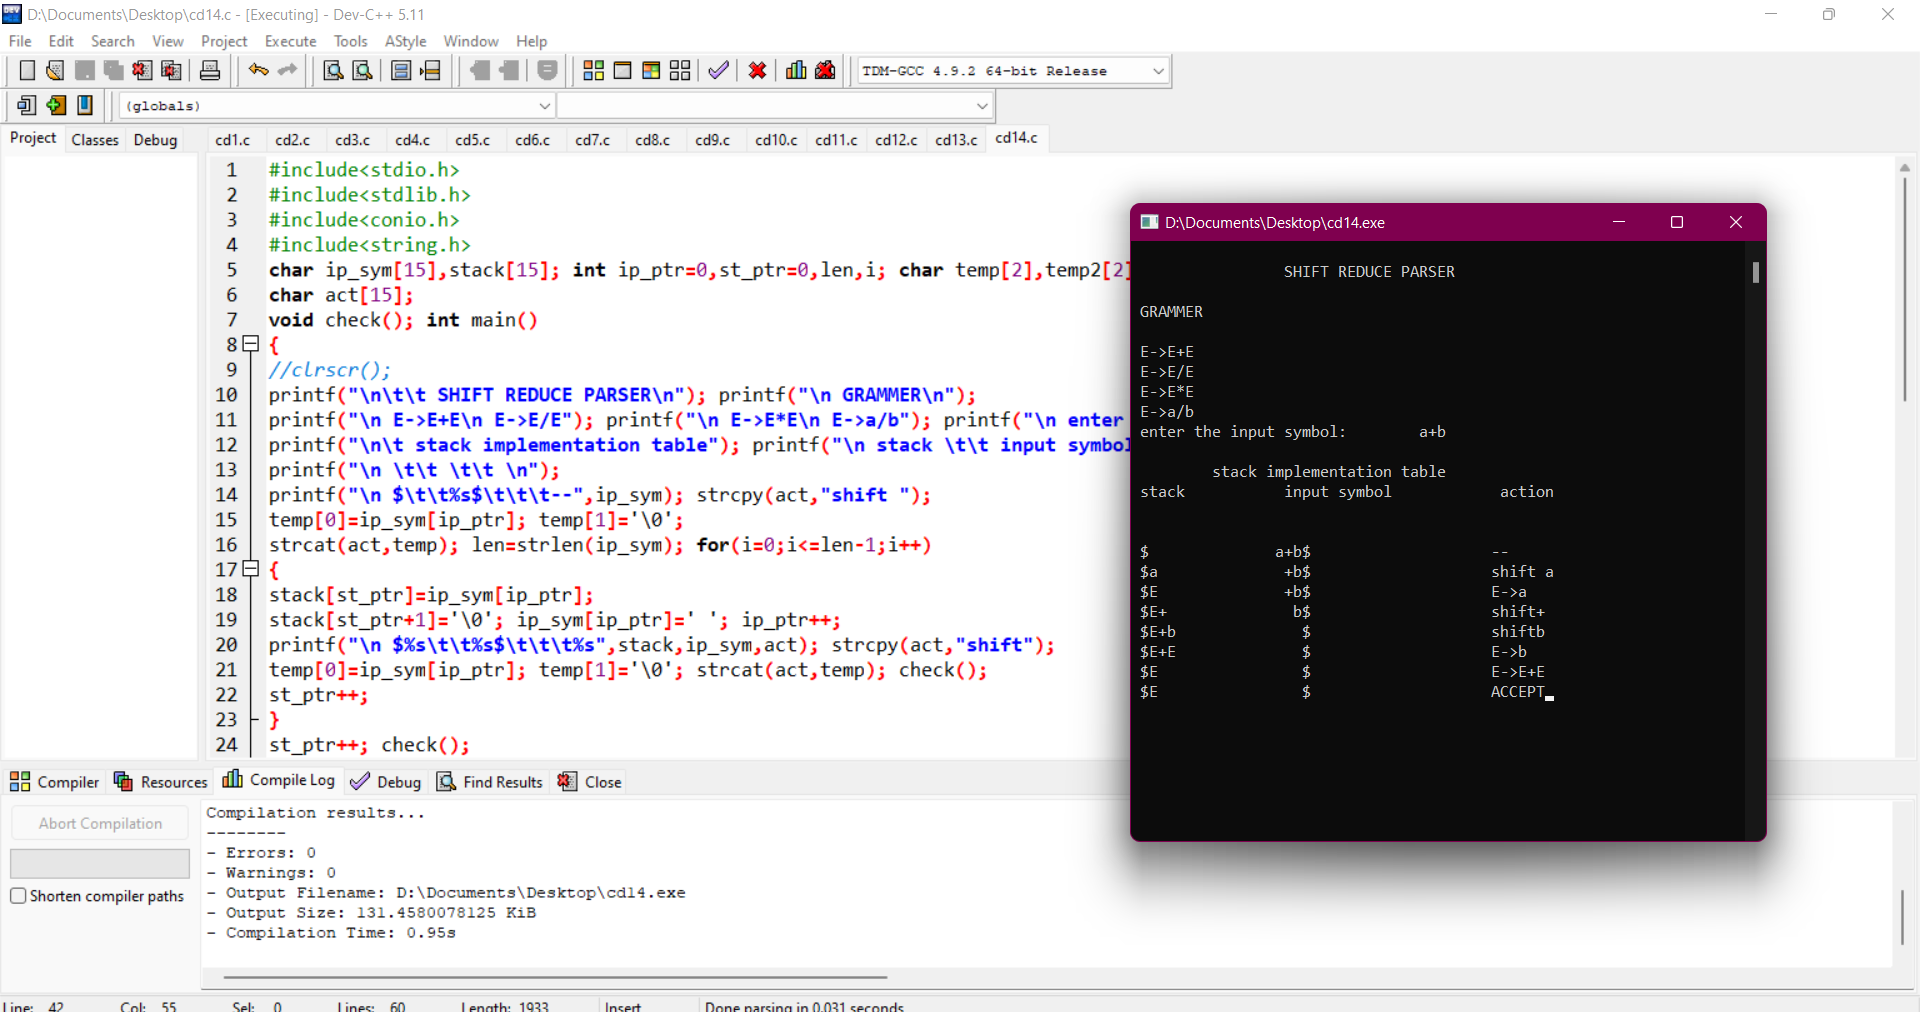 D:\Documents\Desktop\cd14.c - [Executing] - Dev-C++ 5.11
File Edit Search View Project Execute Tools AStyle Window Help
TDM-GCC 4.9.2 64-bit Release
(globals)
Project Classes Debug cd1.c cd2.c cd3.c cd4.c cd5.c cd6.c cd7.c cd8.c cd9.c cd10.c cd11.c cd12.c cd13.c cd14.c
1 #include<stdio.h>
2 #include<stdlib.h>
3 #include<conio.h>
4 #include<string.h>
5 char ip_sym[15],stack[15]; int ip_ptr=0,st_ptr=0,len,i; char temp[2],temp2[2]
6 char act[15];
7 void check(); int main()
8 {
9 //clrscr();
10 printf("\n\t\t SHIFT REDUCE PARSER\n"); printf("\n GRAMMER\n");
11 printf("\n E->E+E\n E->E/E"); printf("\n E->E*E\n E->a/b"); printf("\n enter
12 printf("\n\t stack implementation table"); printf("\n stack \t\t input symbol
13 printf("\n \t\t \t\t \n");
14 printf("\n $\t\t%s$\t\t\t--",ip_sym); strcpy(act,"shift ");
15 temp[0]=ip_sym[ip_ptr]; temp[1]='\0';
16 strcat(act,temp); len=strlen(ip_sym); for(i=0;i<=len-1;i++)
17 {
18 stack[st_ptr]=ip_sym[ip_ptr];
19 stack[st_ptr+1]='\0'; ip_sym[ip_ptr]=' '; ip_ptr++;
20 printf("\n $%s\t\t%s$\t\t\t%s",stack,ip_sym,act); strcpy(act,"shift");
21 temp[0]=ip_sym[ip_ptr]; temp[1]='\0'; strcat(act,temp); check();
22 st_ptr++;
23 }
24 st_ptr++; check();
D:\Documents\Desktop\cd14.exe
SHIFT REDUCE PARSER
GRAMMER
E->E+E
E->E/E
E->E*E
E->a/b
enter the input symbol: a+b
stack implementation table
stack input symbol action
$ a+b$ --
$a +b$ shift a
$E +b$ E->a
$E+ b$ shift+
$E+b $ shiftb
$E+E $ E->b
$E $ E->E+E
$E $ ACCEPT
Compiler Resources Compile Log Debug Find Results Close
Abort Compilation
Shorten compiler paths
Compilation results...
--------
- Errors: 0
- Warnings: 0
- Output Filename: D:\Documents\Desktop\cd14.exe
- Output Size: 131.4580078125 KiB
- Compilation Time: 0.95s
Line: 42 Col: 55 Sel: 0 Lines: 60 Length: 1933 Insert Done parsing in 0.031 seconds